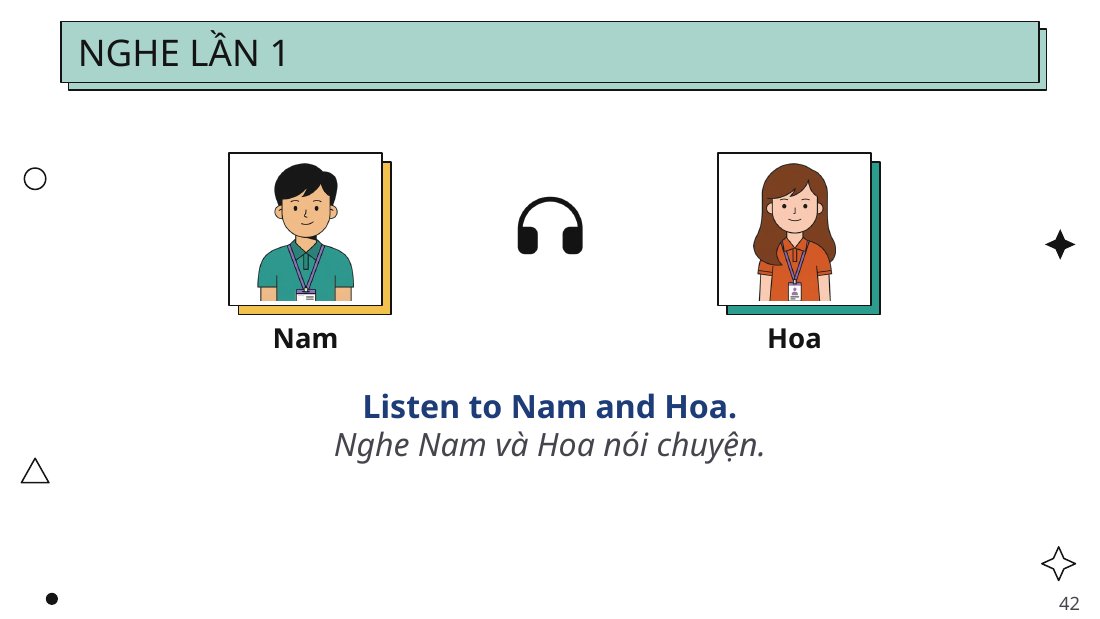 NGHE LẦN 1
Nam
Hoa
Listen to Nam and Hoa.
Nghe Nam và Hoa nói chuyện.
42